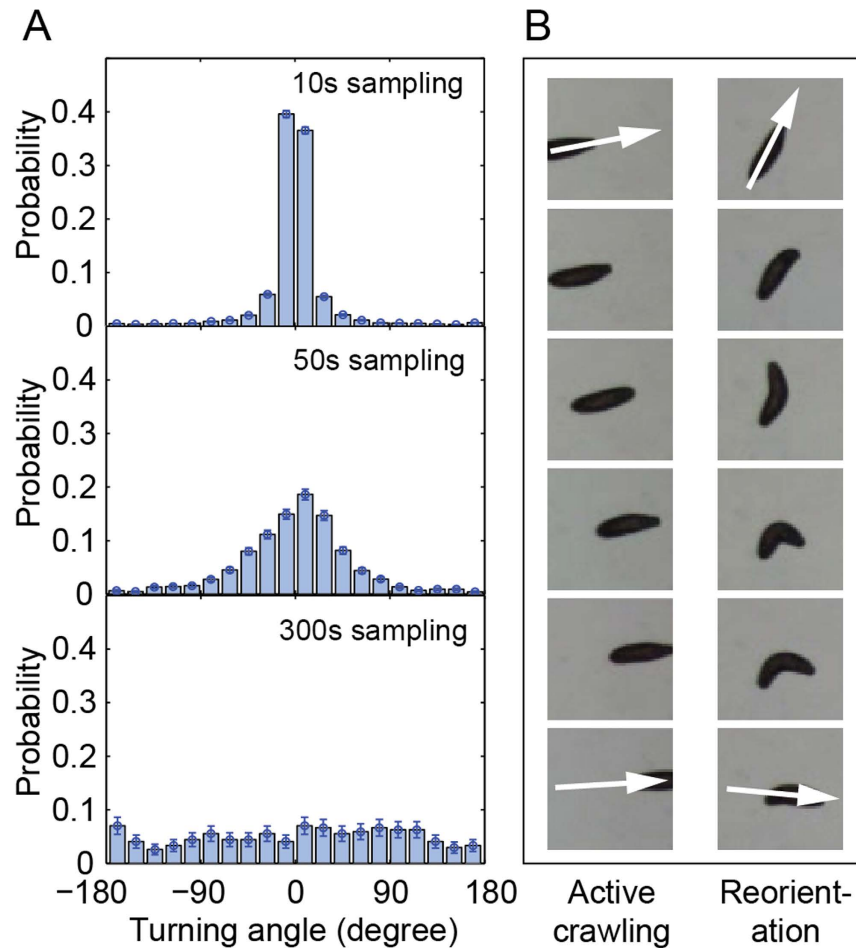 A
B
10s sampling
Probability
0.4
0.3
0.2
0.1
0
50s sampling
Probability
0.4
0.3
0.2
0.1
0
300s sampling
Probability
0.4
0.3
0.2
0.1
0
−180 −90 0 90 180
Turning angle (degree)
Active
crawling
Reorient-
ation